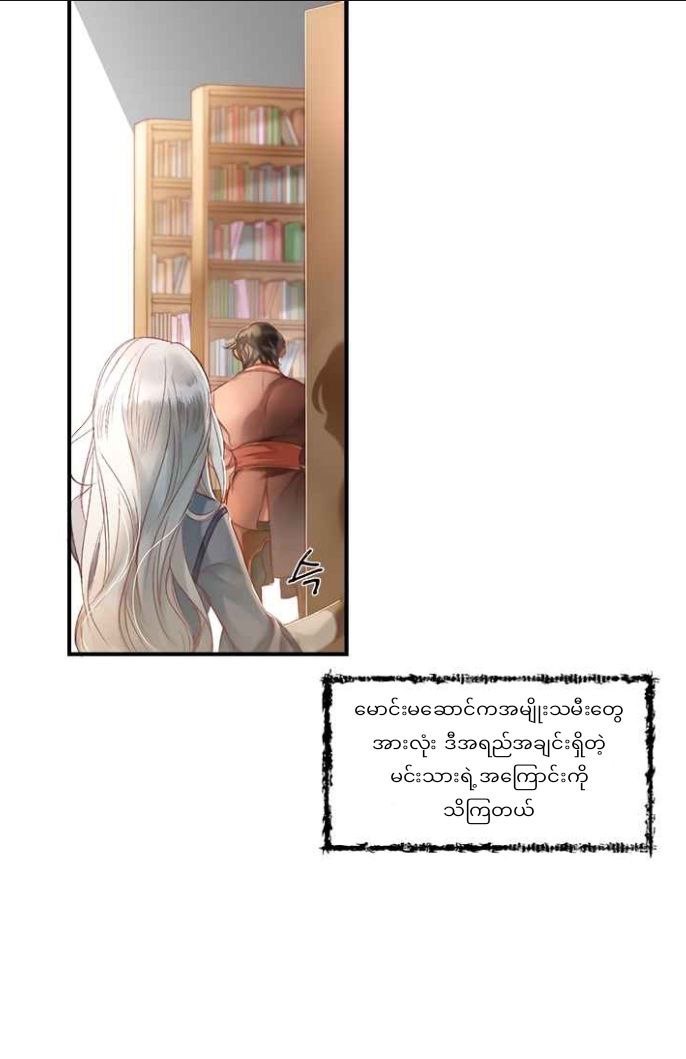 슥
မောင်းမဆောင်ကအမျိုးသမီးတွေ
အားလုံး ဒီအရည်အချင်းရှိတဲ့
မင်းသားရဲ့အကြောင်းကို
သိကြတယ်